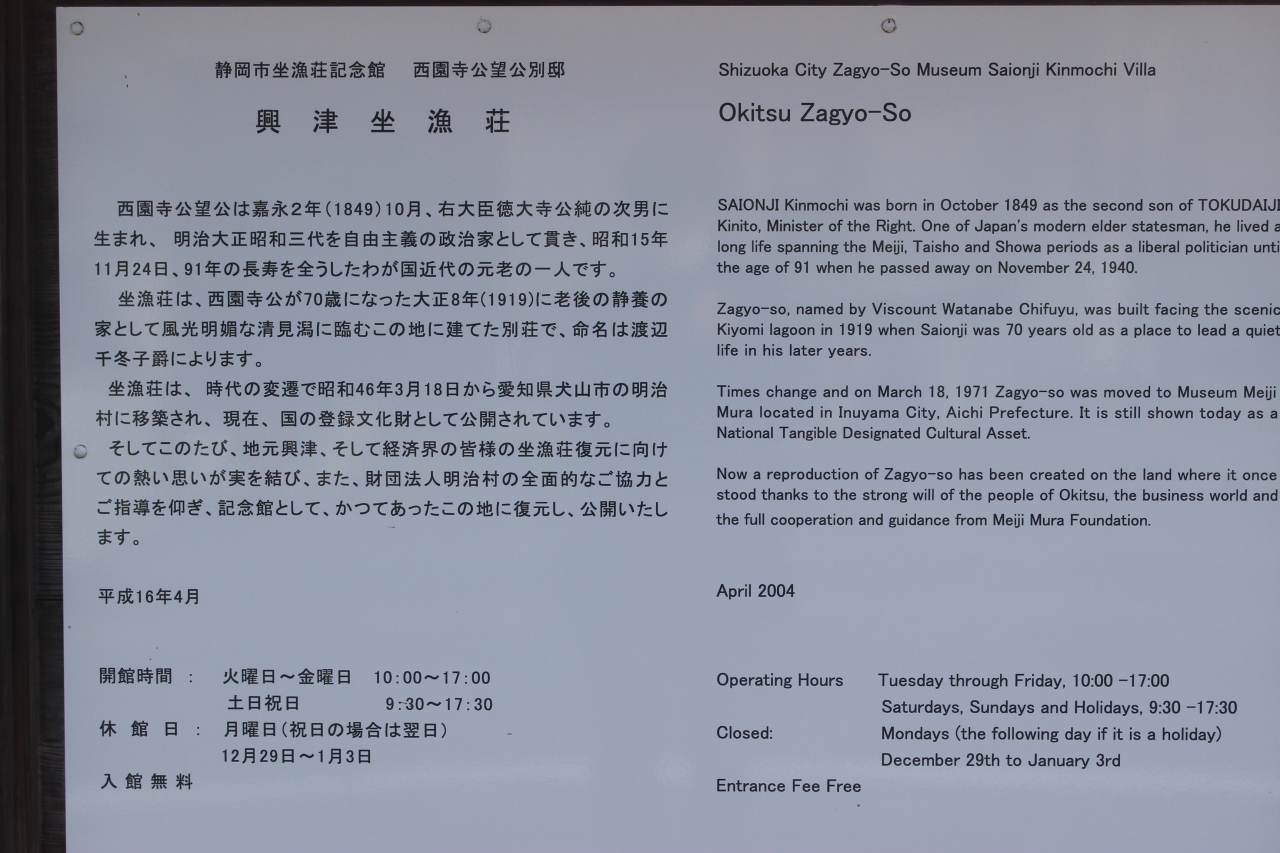 静岡市坐漁荘記念館　西園寺公望公別邸
興津坐漁荘
西園寺公望公は嘉永2年(1849)10月、右大臣徳大寺公純の次男に
生まれ、明治大正昭和三代を自由主義の政治家として貫き、昭和15年
11月24日、91年の長寿を全うしたわが国近代の元老の一人です。
坐漁荘は、西園寺公が70歳になった大正8年(1919)に老後の静養の
家として風光明媚な清見潟に臨むこの地に建てた別荘で、命名は渡辺
千冬子爵によります。
坐漁荘は、時代の変遷で昭和46年3月18日から愛知県犬山市の明治
村に移築され、現在、国の登録文化財として公開されています。
そしてこのたび、地元興津、そして経済界の皆様の坐漁荘復元に向け
ての熱い思いが実を結び、また、財団法人明治村の全面的なご協力と
ご指導を仰ぎ、記念館として、かつてあったこの地に復元し、公開いたし
ます。
平成16年4月
開館時間 : 火曜日～金曜日 10:00～17:00
土日祝日 9:30～17:30
休館日 : 月曜日(祝日の場合は翌日)
12月29日～1月3日
入館無料
Shizuoka City Zagyo-So Museum Saionji Kinmochi Villa
Okitsu Zagyo-So
SAIONJI Kinmochi was born in October 1849 as the second son of TOKUDAIJI
Kinito, Minister of the Right. One of Japan's modern elder statesman, he lived a
long life spanning the Meiji, Taisho and Showa periods as a liberal politician
the age of 91 when he passed away on November 24, 1940.
Zagyo-so, named by Viscount Watanabe Chifuyu, was built facing the scenic
Kiyomi lagoon in 1919 when Saionji was 70 years old as a place to lead a quiet
life in his later years.
Times change and on March 18, 1971 Zagyo-so was moved to Museum Meiji
Mura located in Inuyama City, Aichi Prefecture. It is still shown today as a
National Tangible Designated Cultural Asset.
Now a reproduction of Zagyo-so has been created on the land where it once
stood thanks to the strong will of the people of Okitsu, the business world and
the full cooperation and guidance from Meiji Mura Foundation.
April 2004
Operating Hours Tuesday through Friday, 10:00 -17:00
Saturdays, Sundays and Holidays, 9:30 -17:30
Closed: Mondays (the following day if it is a holiday)
December 29th to January 3rd
Entrance Fee Free